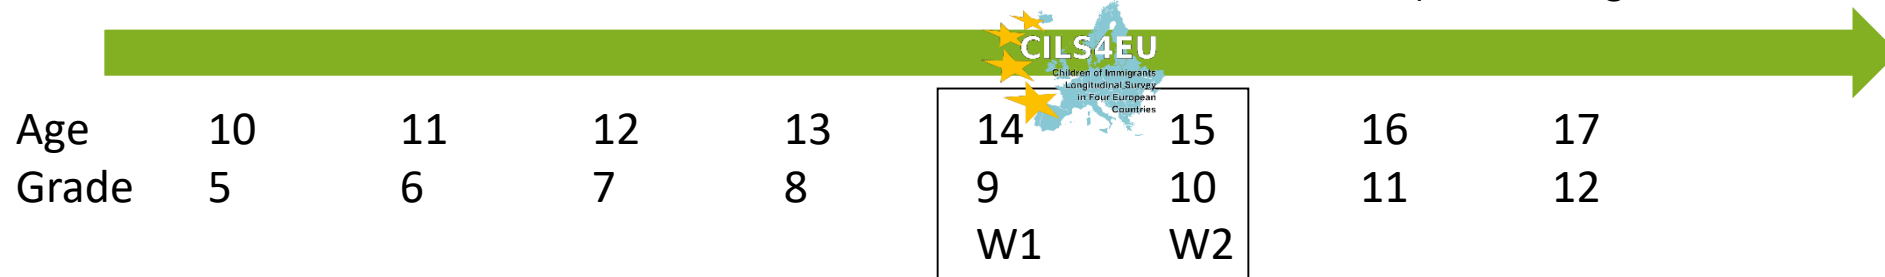 CILS4EU
Children of Immigrants
Longitudinal Survey
in Four European
Countries
Age 10 11 12 13 14 15 16 17
Grade 5 6 7 8 9 10 11 12
W1 W2